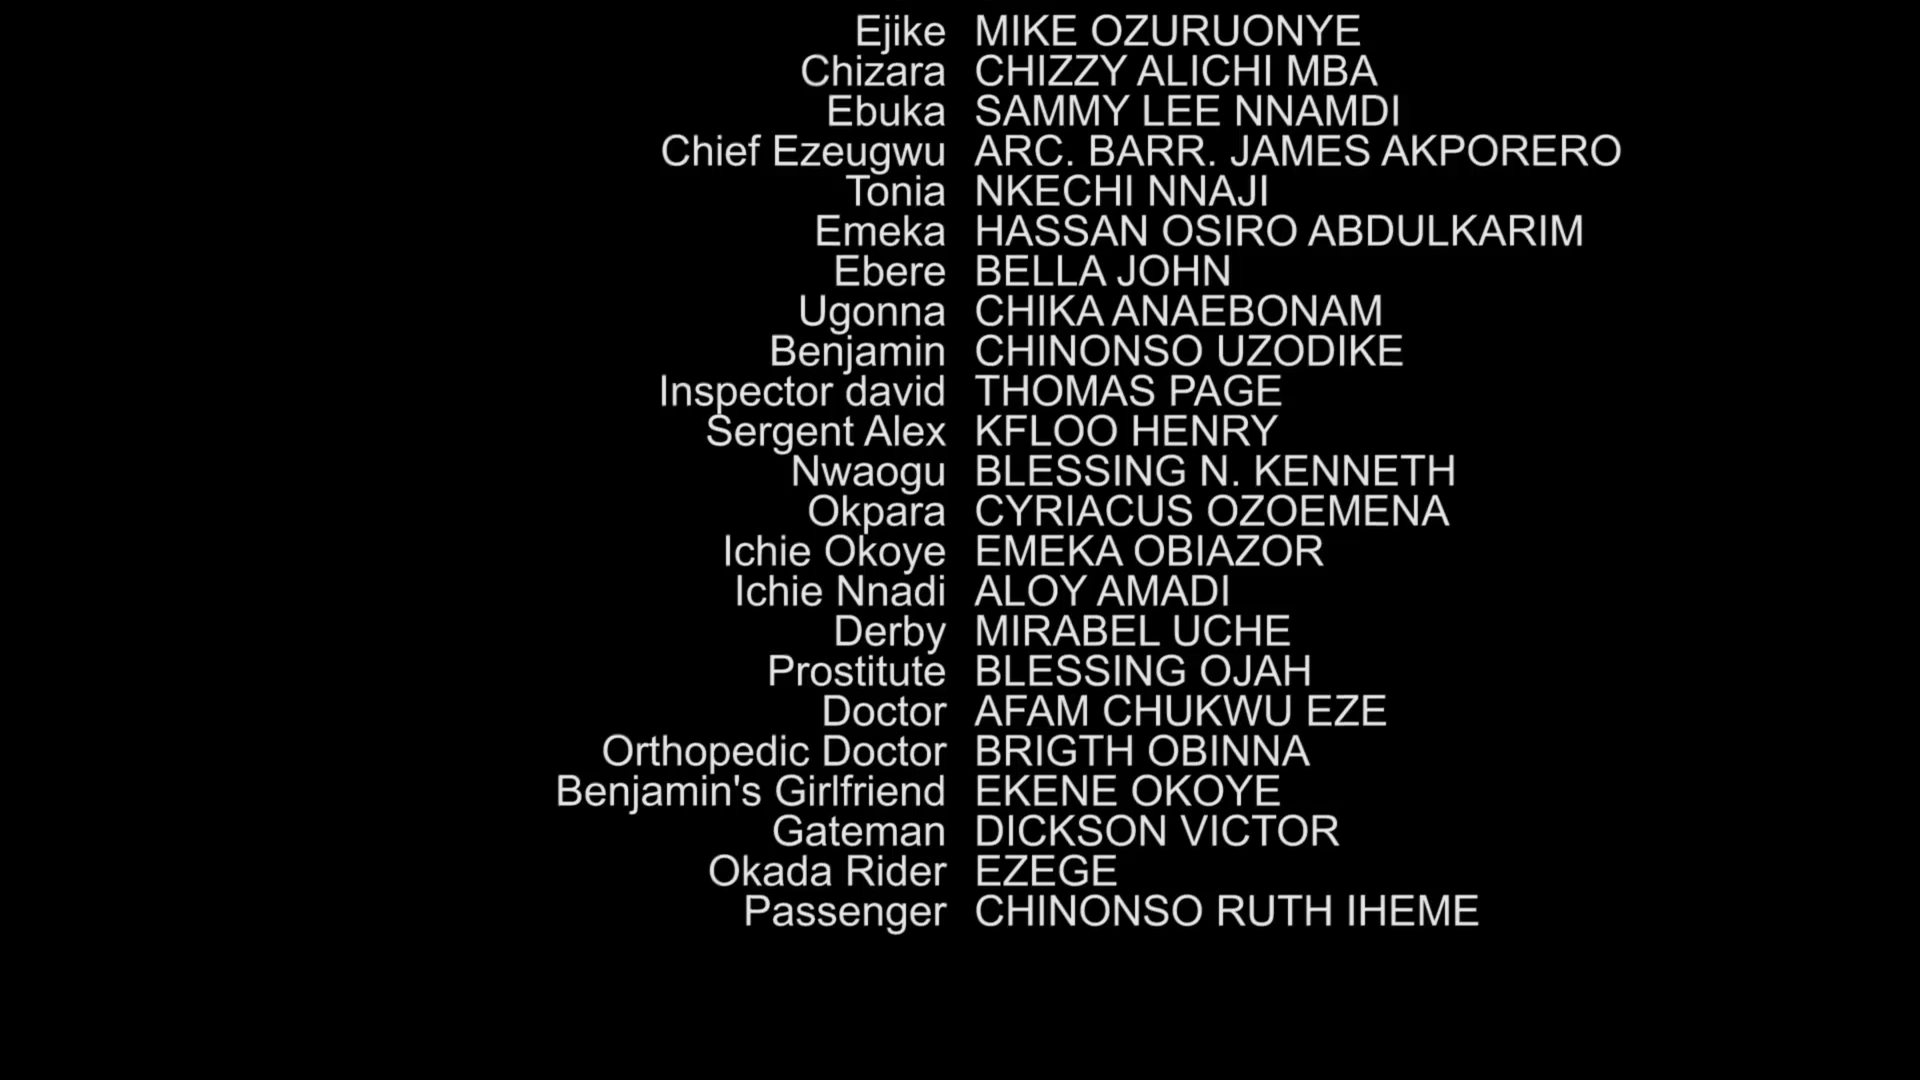 Ejike MIKE OZURUONYE
Chizara CHIZZY ALICHI MBA
Ebuka SAMMY LEE NNAMDI
Chief Ezeugwu ARC. BARR. JAMES AKPORERO
Tonia NKECHI NNAJI
Emeka HASSAN OSIRO ABDULKARIM
Ebere BELLA JOHN
Ugonna CHIKA ANAEBONAM
Benjamin CHINONSO UZODIKE
Inspector david THOMAS PAGE
Sergent Alex KFLOO HENRY
Nwaogu BLESSING N. KENNETH
Okpara CYRIACUS OZOEMENA
Ichie Okoye EMEKA OBIAZOR
Ichie Nnadi ALOY AMADI
Derby MIRABEL UCHE
Prostitute BLESSING OJAH
Doctor AFAM CHUKWU EZE
Orthopedic Doctor BRIGTH OBINNA
Benjamin's Girlfriend EKENE OKOYE
Gateman DICKSON VICTOR
Okada Rider EZEGE
Passenger CHINONSO RUTH IHEME